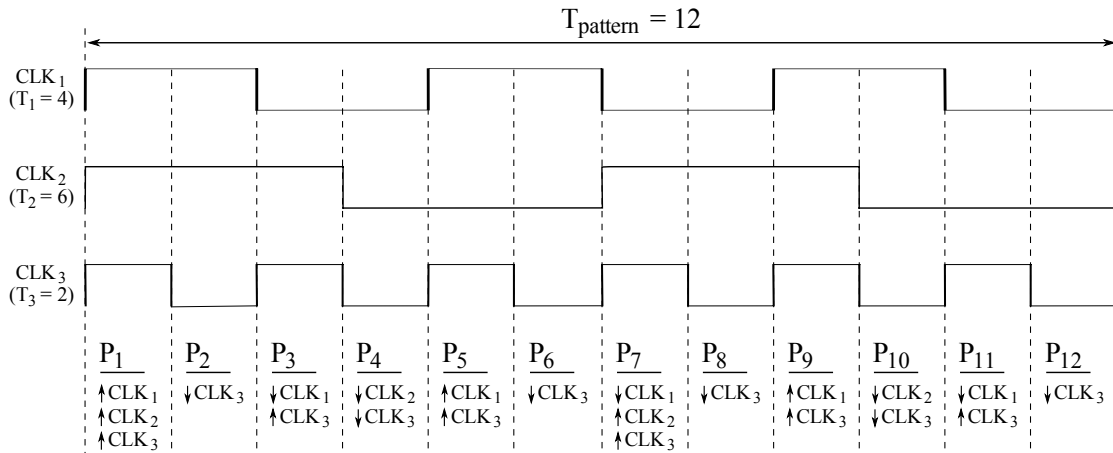 T_pattern = 12
CLK₁
(T₁ = 4)
CLK₂
(T₂ = 6)
CLK₃
(T₃ = 2)
P₁ P₂ P₃ P₄ P₅ P₆ P₇ P₈ P₉ P₁₀ P₁₁ P₁₂
↑CLK₁ ↓CLK₃ ↓CLK₁ ↓CLK₂ ↑CLK₁ ↓CLK₃ ↓CLK₁ ↓CLK₃ ↑CLK₁ ↓CLK₂ ↓CLK₁ ↓CLK₃
↑CLK₂ ↑CLK₃ ↓CLK₃ ↑CLK₃ ↑CLK₂ ↑CLK₃ ↓CLK₃ ↑CLK₃
↑CLK₃ ↑CLK₃